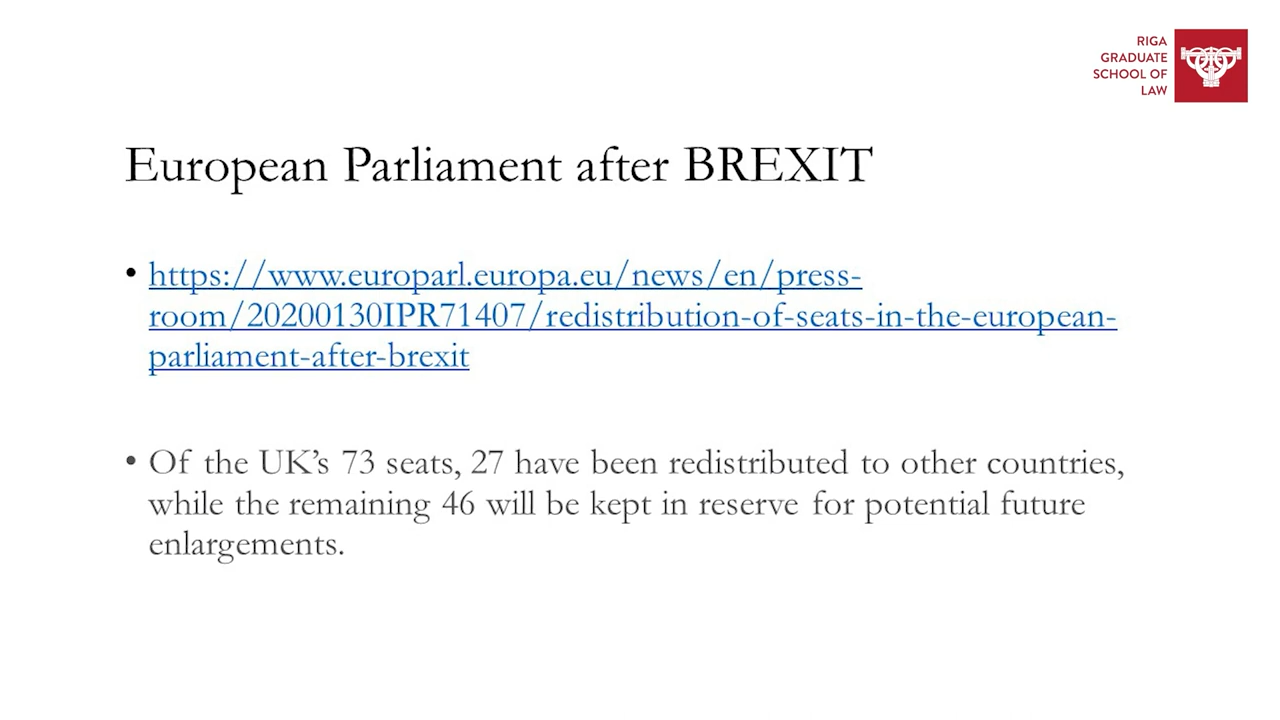 RIGA
GRADUATE
SCHOOL OF
LAW
European Parliament after BREXIT
• https://www.europarl.europa.eu/news/en/press-
room/20200130IPR71407/redistribution-of-seats-in-the-european-
parliament-after-brexit
• Of the UK’s 73 seats, 27 have been redistributed to other countries,
while the remaining 46 will be kept in reserve for potential future
enlargements.